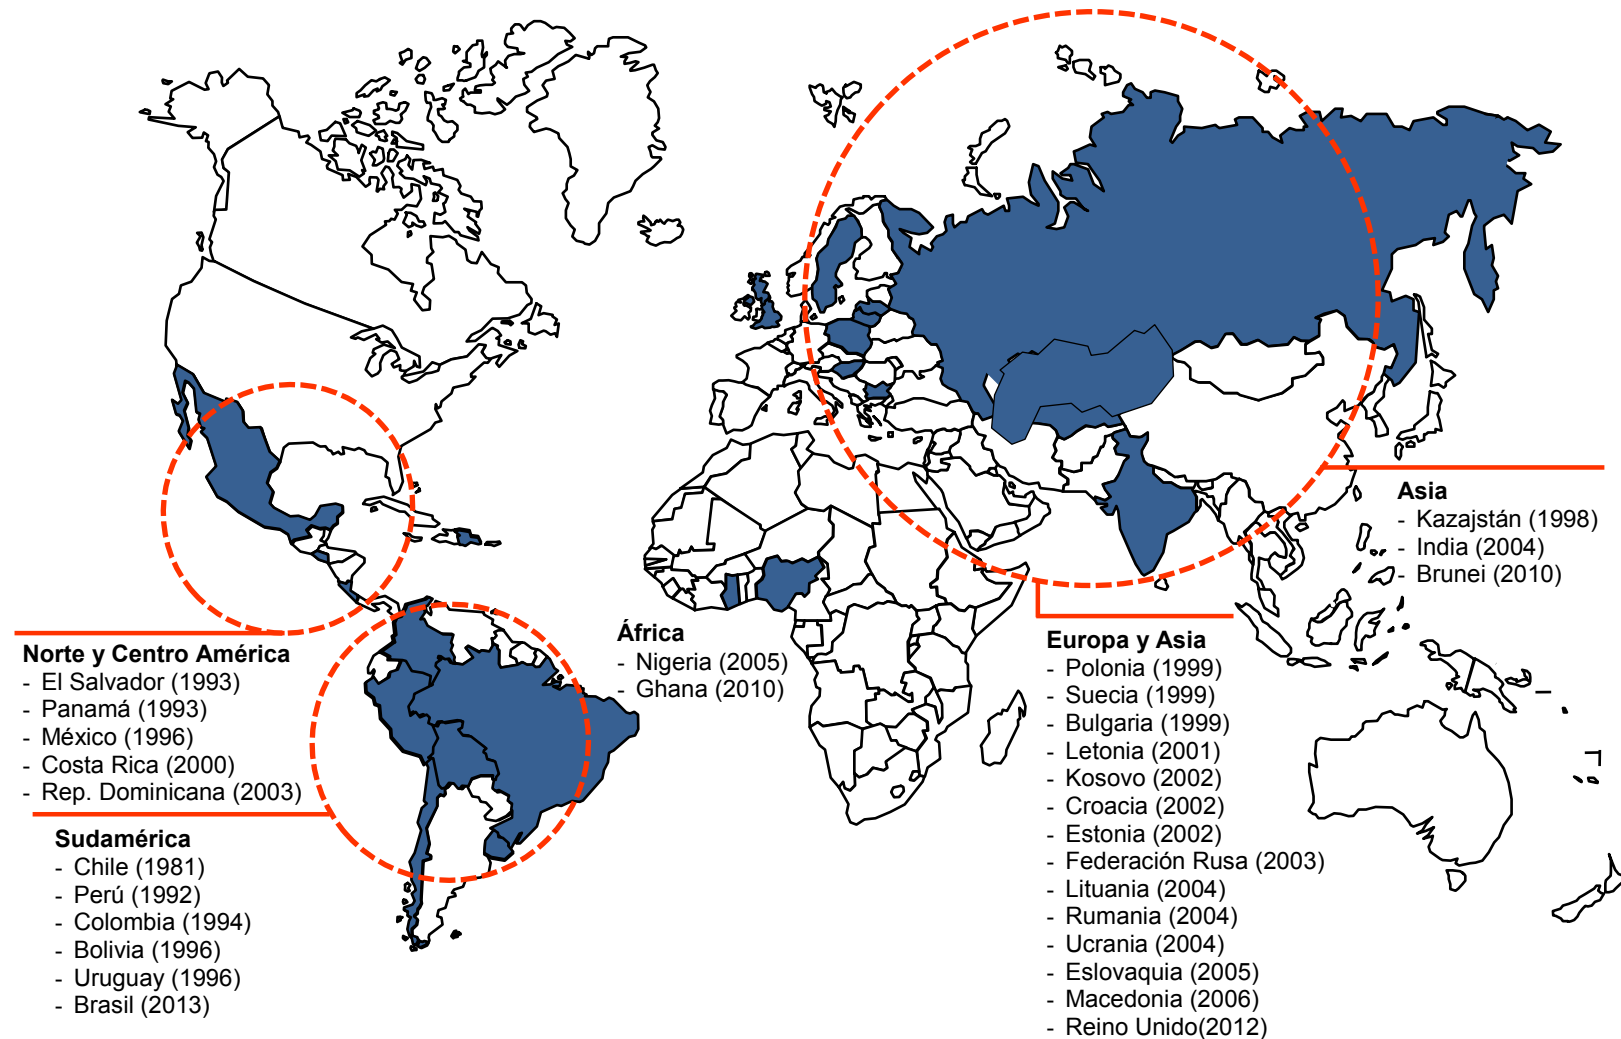 Norte y Centro América
- El Salvador (1993)
- Panamá (1993)
- México (1996)
- Costa Rica (2000)
- Rep. Dominicana (2003)
Sudamérica
- Chile (1981)
- Perú (1992)
- Colombia (1994)
- Bolivia (1996)
- Uruguay (1996)
- Brasil (2013)
África
- Nigeria (2005)
- Ghana (2010)
Europa y Asia
- Polonia (1999)
- Suecia (1999)
- Bulgaria (1999)
- Letonia (2001)
- Kosovo (2002)
- Croacia (2002)
- Estonia (2002)
- Federación Rusa (2003)
- Lituania (2004)
- Rumania (2004)
- Ucrania (2004)
- Eslovaquia (2005)
- Macedonia (2006)
- Reino Unido(2012)
Asia
- Kazajstán (1998)
- India (2004)
- Brunei (2010)